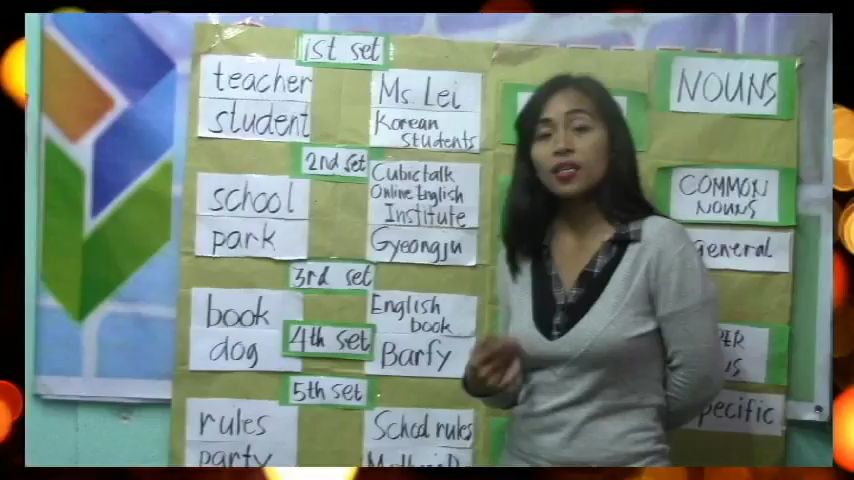 1st set
teacher
Ms. Lei
student
Korean
students
2nd set
school
Cubictalk
Online English
Institute
park
Gyeongju
3rd set
book
English
book
4th set
dog
Barfy
5th set
rules
School rules
party
NOUNS
COMMON
NOUNS
general